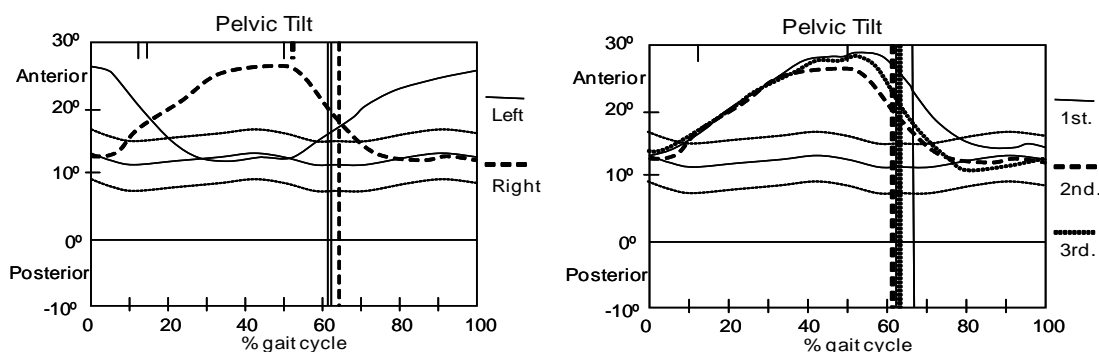 Pelvic Tilt
30º
Anterior
20º
10º
0º
Posterior
-10º
0
20
40
60
80
100
% gait cycle
Left
Right
Pelvic Tilt
30º
Anterior
20º
10º
0º
Posterior
-10º
0
20
40
60
80
100
% gait cycle
1st.
2nd.
3rd.